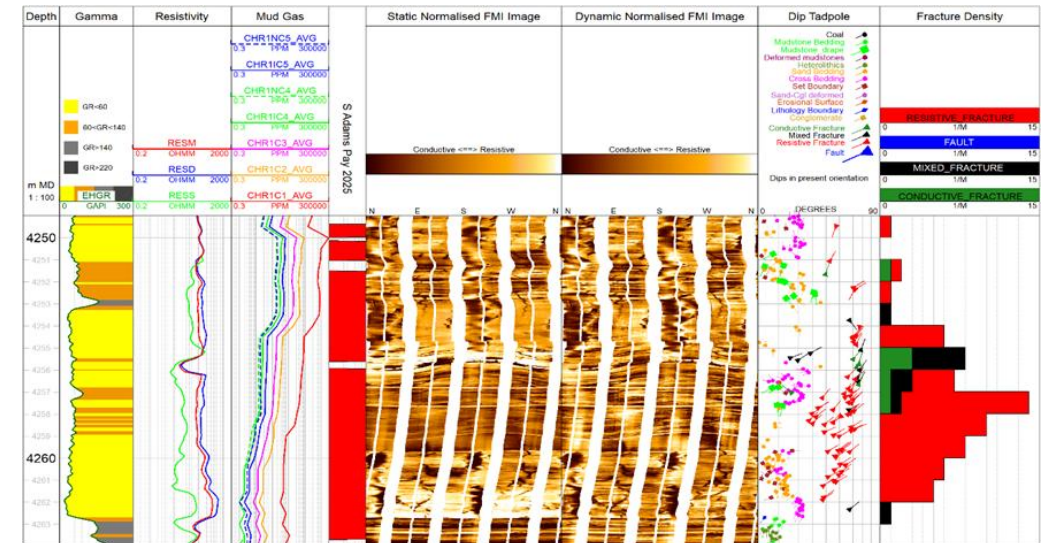 Depth
Gamma
Resistivity
Mud Gas
Static Normalised FMI Image
Dynamic Normalised FMI Image
Dip Tadpole
Fracture Density
m MD
1 : 100
GR<60
60<GR<140
GR>140
GR>220
EHGR
0 GAPI 300
RESM
0.2 OHMM 2000
RESD
0.2 OHMM 2000
RESS
0.2 OHMM 2000
CHR1NC5_AVG
0.3 PPM 300000
CHR1IC5_AVG
0.3 PPM 300000
CHR1NC4_AVG
0.3 PPM 300000
CHR1IC4_AVG
0.3 PPM 300000
CHR1C3_AVG
0.3 PPM 300000
CHR1C2_AVG
0.3 PPM 300000
CHR1C1_AVG
0.3 PPM 300000
S Adams Pay 2025
Conductive <==> Resistive
N E S W N
Conductive <==> Resistive
N E S W N
Coal
Mudstone Bedding
Mudstone_drape
Deformed mudstones
Heterolithics
Sand Bedding
Cross Bedding
Set Boundary
Sand-Cgl deformed
Erosional Surface
Lithology Boundary
Conglomerate
Conductive Fracture
Mixed Fracture
Resistive Fracture
Fault
Dips in present orientation
0 DEGREES 90
RESISTIVE_FRACTURE
0 1/M 15
FAULT
0 1/M 15
MIXED_FRACTURE
0 1/M 15
CONDUCTIVE_FRACTURE
0 1/M 15
4250
4251
4252
4253
4254
4255
4256
4258
4259
4260
4261
4262
4263